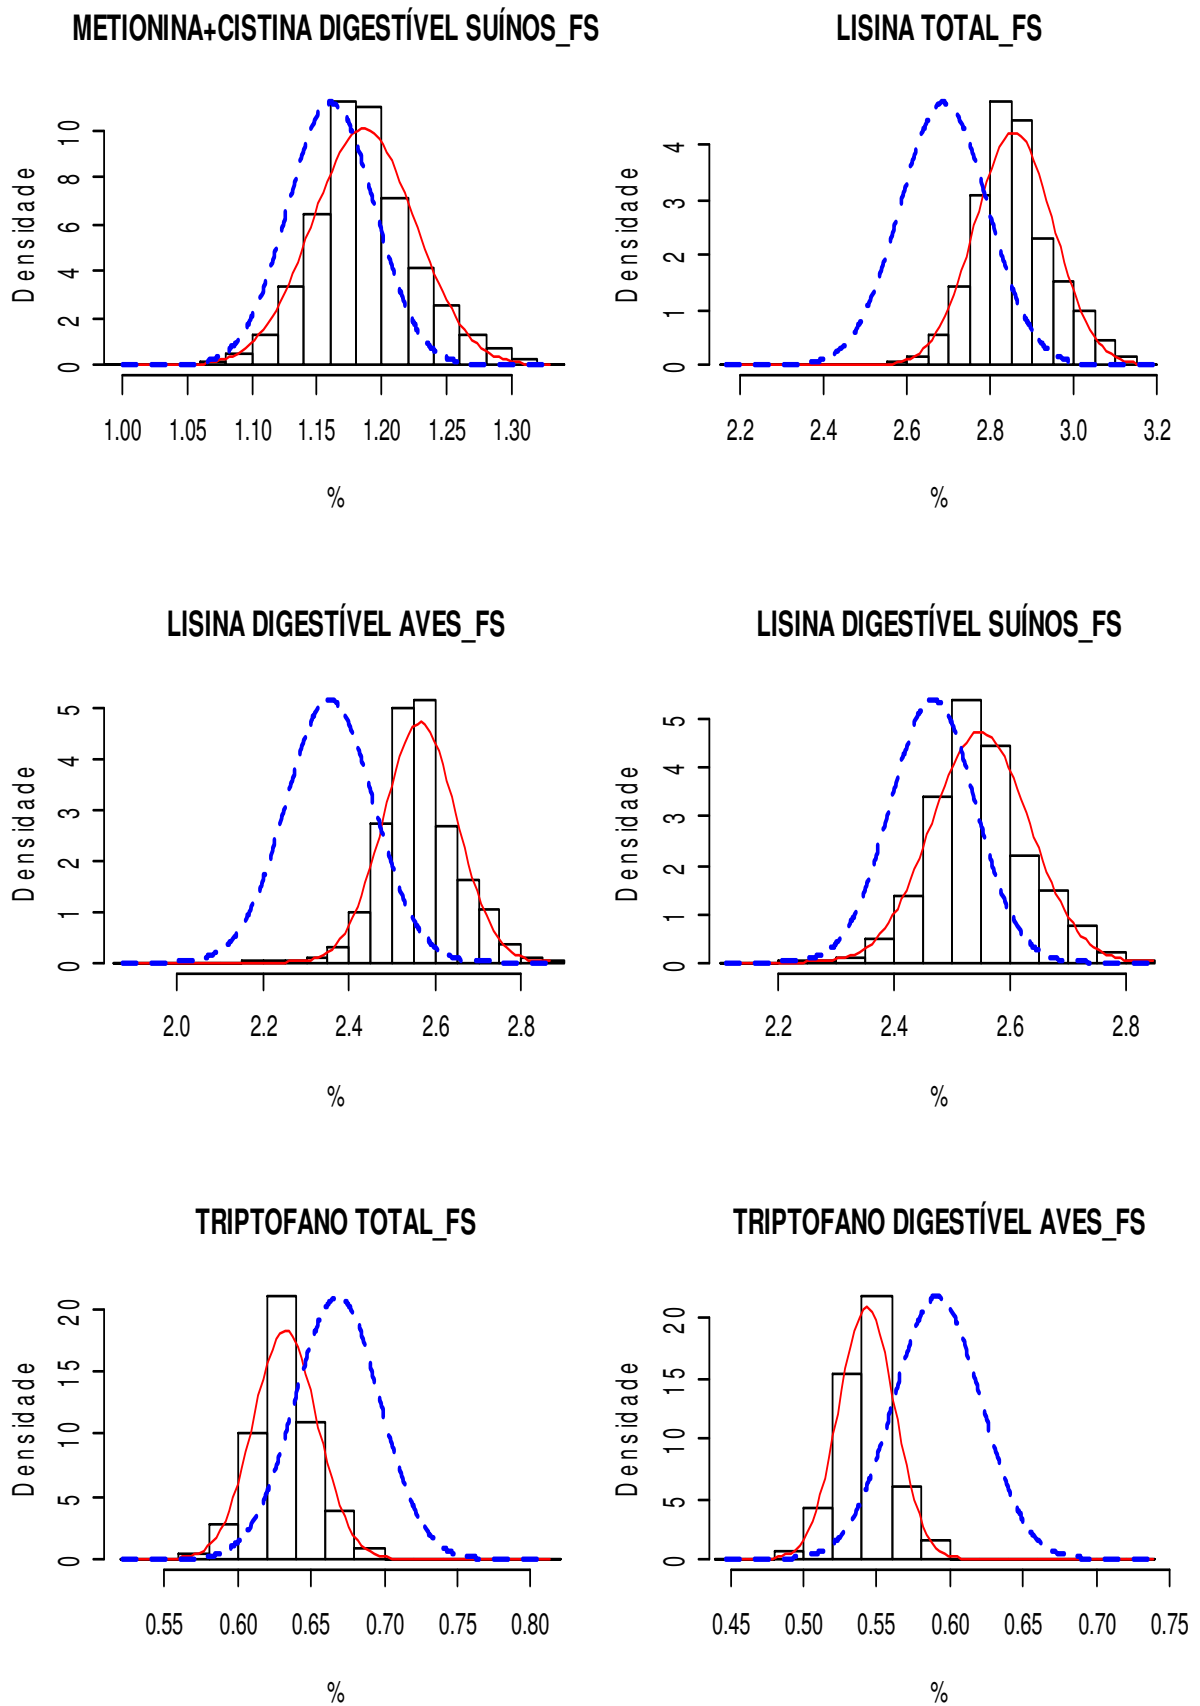 METIONINA+CISTINA DIGESTÍVEL SUÍNOS_FS
Densidade
0 2 4 6 8 10
1.00 1.05 1.10 1.15 1.20 1.25 1.30
%
LISINA TOTAL_FS
Densidade
0 1 2 3 4
2.2 2.4 2.6 2.8 3.0 3.2
%
LISINA DIGESTÍVEL AVES_FS
Densidade
0 1 2 3 4 5
2.0 2.2 2.4 2.6 2.8
%
LISINA DIGESTÍVEL SUÍNOS_FS
Densidade
0 1 2 3 4 5
2.2 2.4 2.6 2.8
%
TRIPTOFANO TOTAL_FS
Densidade
0 5 10 15 20
0.55 0.60 0.65 0.70 0.75 0.80
%
TRIPTOFANO DIGESTÍVEL AVES_FS
Densidade
0 5 10 15 20
0.45 0.50 0.55 0.60 0.65 0.70 0.75
%